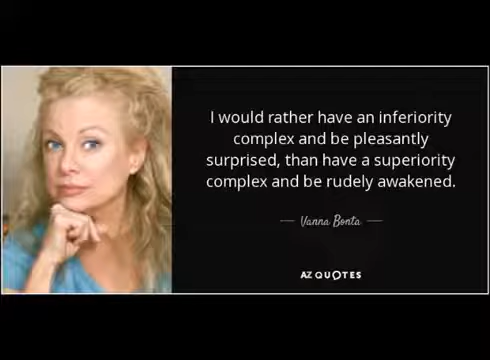 I would rather have an inferiority
complex and be pleasantly
surprised, than have a superiority
complex and be rudely awakened.
Vanna Bonta
AZ QUOTES